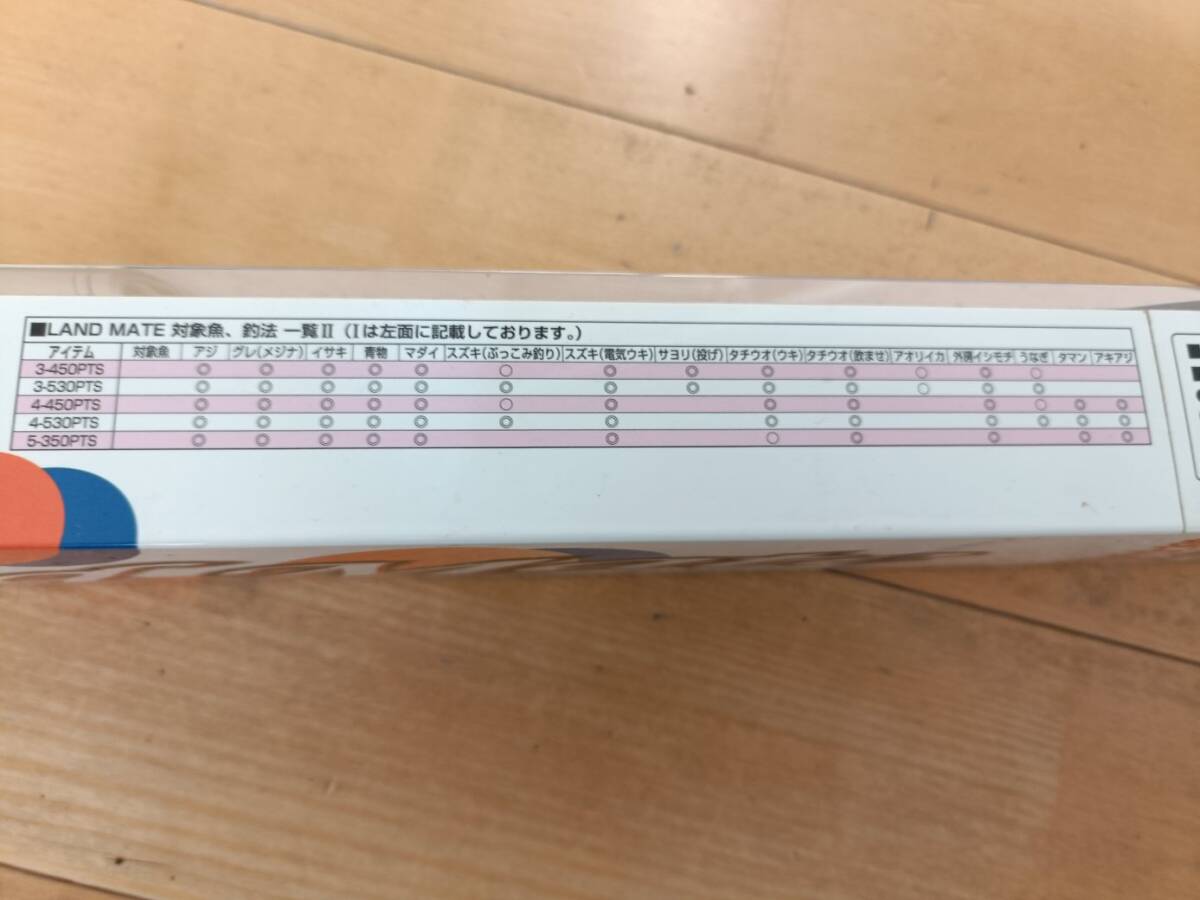 ■LAND MATE 対象魚、釣法 一覧Ⅱ（Ⅰは左面に記載しております。）
アイテム 対象魚 アジ グレ(メジナ) イサキ 青物 マダイ スズキ(ぶっこみ釣り) スズキ(電気ウキ) サヨリ(投げ) タチウオ(ウキ) タチウオ(飲ませ) アオリイカ 外房イシモチ うなぎ タマン アキアジ
3-450PTS ◎ ◎ ◎ ◎ ◎ ○ ◎ ◎ ◎ ◎ ○ ◎ ○
3-530PTS ◎ ◎ ◎ ◎ ◎ ◎ ◎ ◎ ◎ ◎ ○ ◎ ◎
4-450PTS ◎ ◎ ◎ ◎ ◎ ○ ◎ ◎ ◎ ◎ ○ ◎ ◎
4-530PTS ◎ ◎ ◎ ◎ ◎ ◎ ◎ ◎ ◎ ◎ ◎ ◎ ◎
5-350PTS ◎ ◎ ◎ ◎ ◎ ◎ ○ ◎ ◎ ◎ ◎